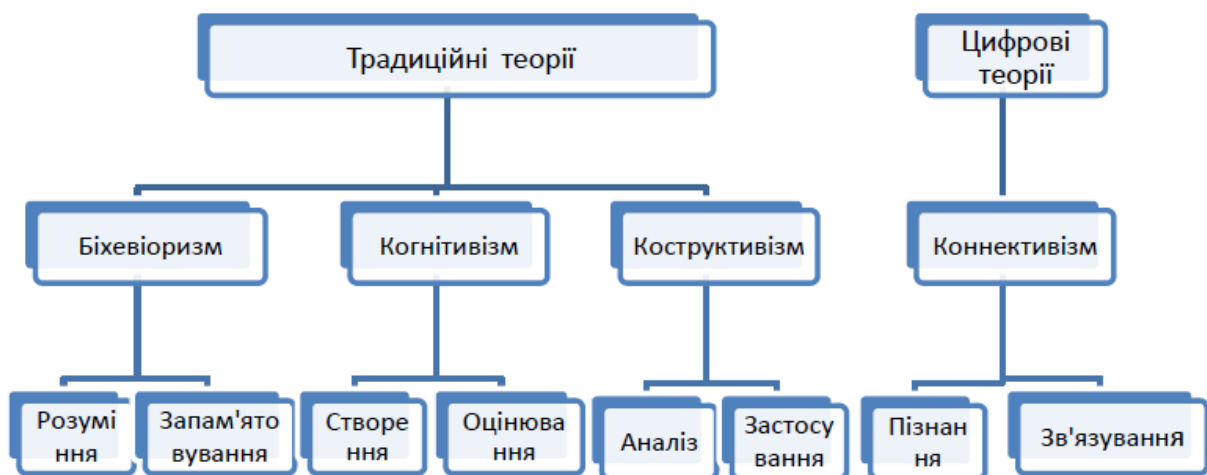 Традиційні теорії
Цифрові
теорії
Біхевіоризм
Когнітивізм
Коструктивізм
Коннективізм
Розумі
ння
Запам'ято
вування
Створе
ння
Оцінюва
ння
Аналіз
Застосу
вання
Пізнан
ня
Зв'язування